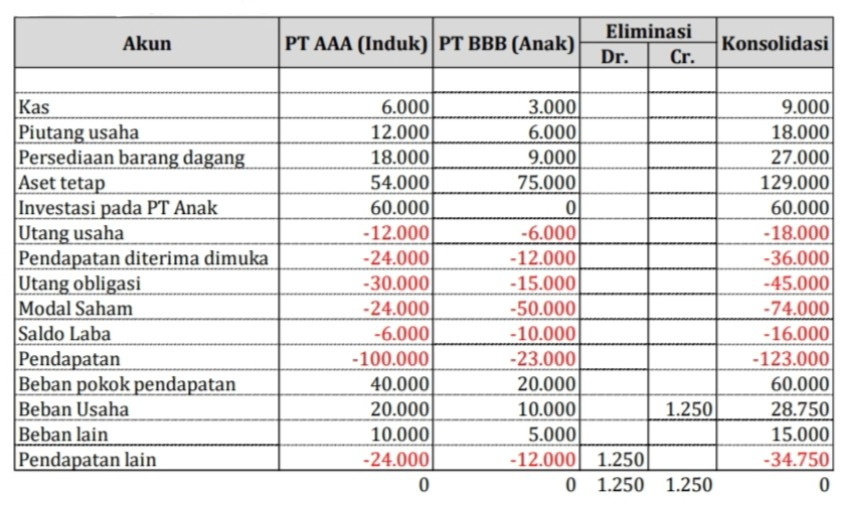 Akun PT AAA (Induk) PT BBB (Anak) Eliminasi Konsolidasi
Dr. Cr.
Kas 6.000 3.000 9.000
Piutang usaha 12.000 6.000 18.000
Persediaan barang dagang 18.000 9.000 27.000
Aset tetap 54.000 75.000 129.000
Investasi pada PT Anak 60.000 0 60.000
Utang usaha -12.000 -6.000 -18.000
Pendapatan diterima dimuka -24.000 -12.000 -36.000
Utang obligasi -30.000 -15.000 -45.000
Modal Saham -24.000 -50.000 -74.000
Saldo Laba -6.000 -10.000 -16.000
Pendapatan -100.000 -23.000 -123.000
Beban pokok pendapatan 40.000 20.000 60.000
Beban Usaha 20.000 10.000 1.250 28.750
Beban lain 10.000 5.000 15.000
Pendapatan lain -24.000 -12.000 1.250 -34.750
0 0 1.250 1.250 0